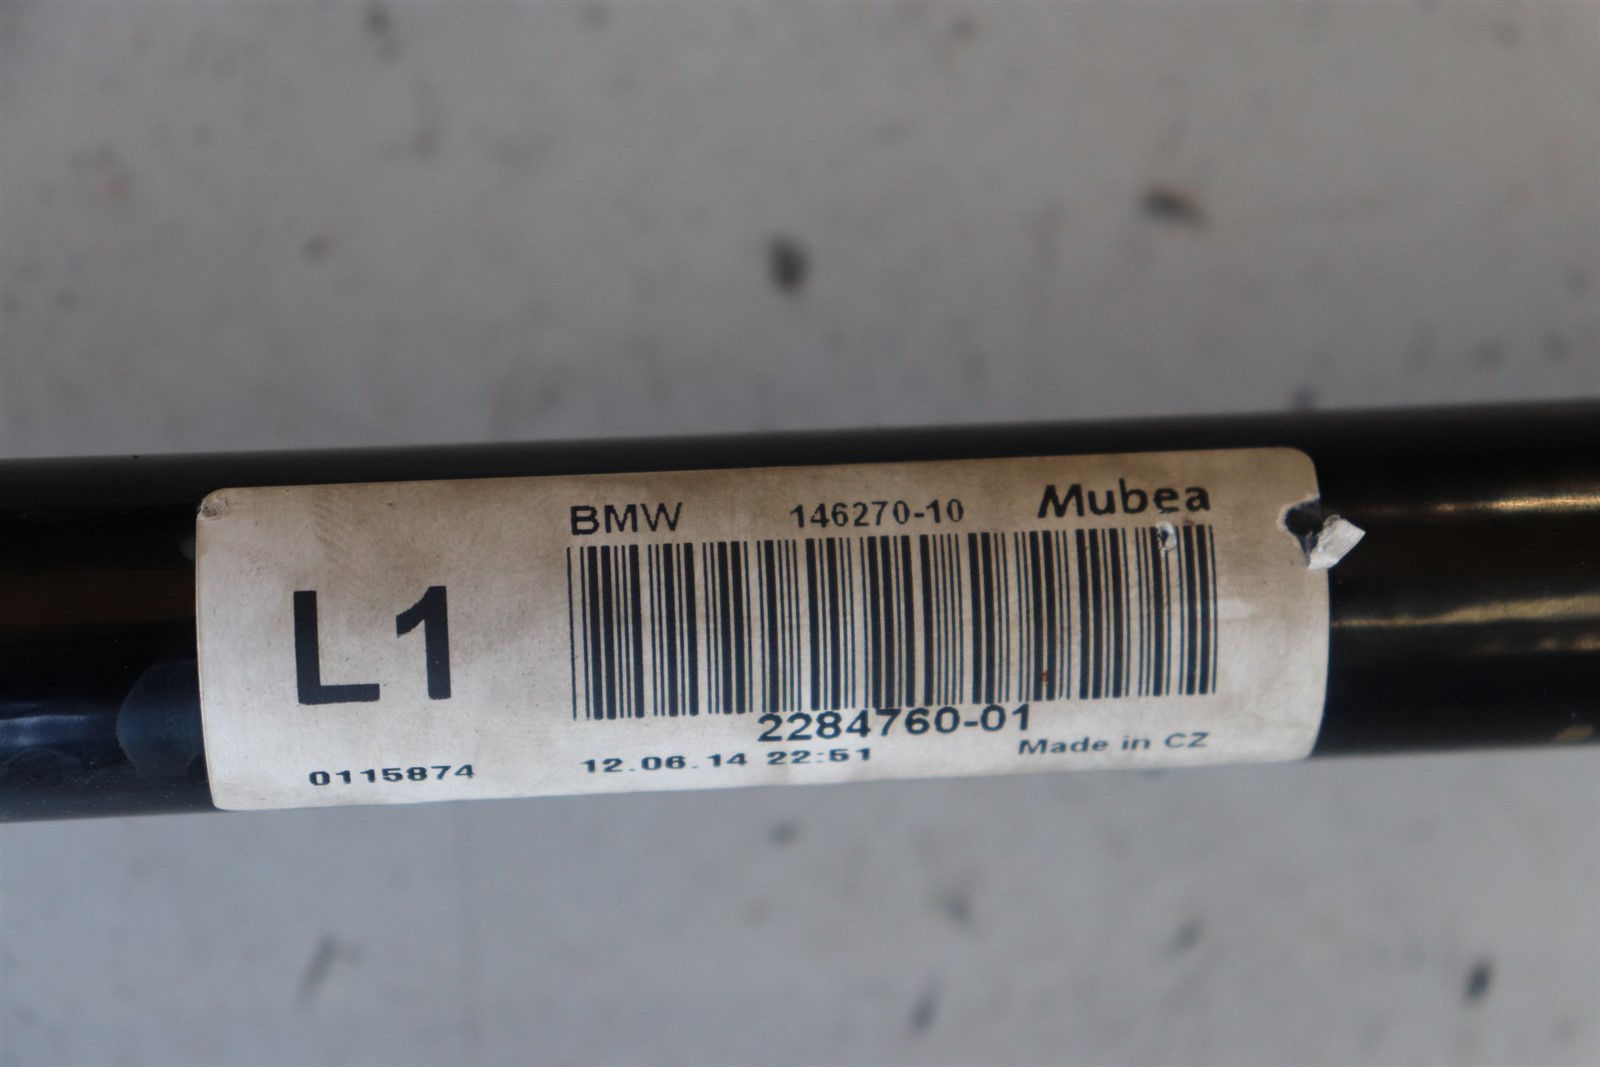 BMW 146270-10 Mubea
L1
2284760-01
0115874 12.06.14 22:51 Made in CZ